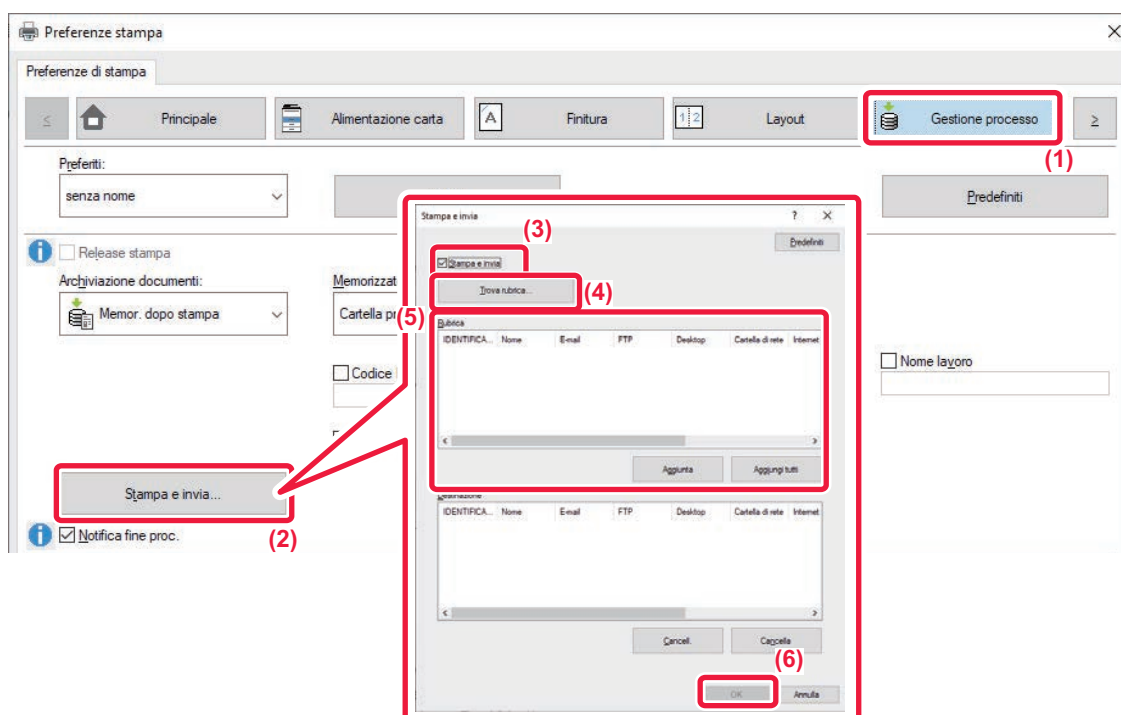 Preferenze stampa
Preferenze di stampa
Principale
Alimentazione carta
Finitura
Layout
Gestione processo
(1)
Preferiti:
senza nome
Predefiniti
Release stampa
Archiviazione documenti:
Memor. dopo stampa
Codice
Nome lavoro
Stampa e invia...
(2)
Notifica fine proc.
Stampa e invia
? X
Predefiniti
(3)
Stampa e invia
Trova rubrica...
(4)
(5)
Rubrica
IDENTIFICA... Nome E-mail FTP Desktop Cartella di rete Internet
Aggiunta
Aggiungi tutti
Destinazione
IDENTIFICA... Nome E-mail FTP Desktop Cartella di rete Internet
Cancell.
Cancella
(6)
OK
Annulla